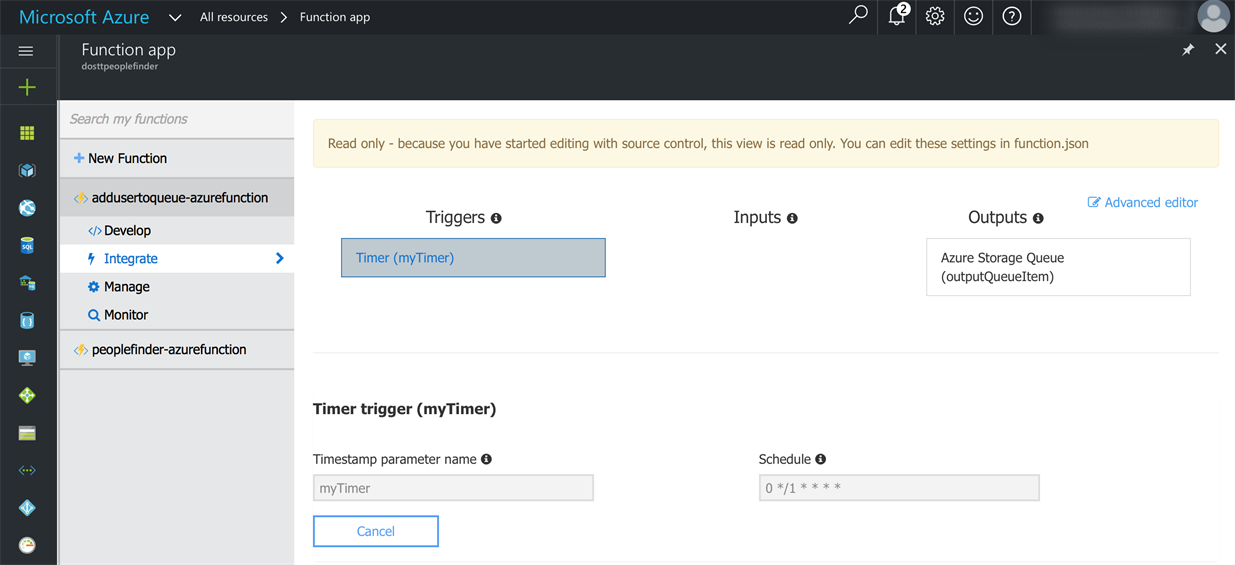 Microsoft Azure
All resources
Function app
2
Function app
dosttpeoplefinder
Search my functions
New Function
addusertoqueue-azurefunction
Develop
Integrate
Manage
Monitor
peoplefinder-azurefunction
Read only - because you have started editing with source control, this view is read only. You can edit these settings in function.json
Advanced editor
Triggers
Inputs
Outputs
Timer (myTimer)
Azure Storage Queue
(outputQueueItem)
Timer trigger (myTimer)
Timestamp parameter name
Schedule
myTimer
0 */1 * * * *
Cancel
SQL